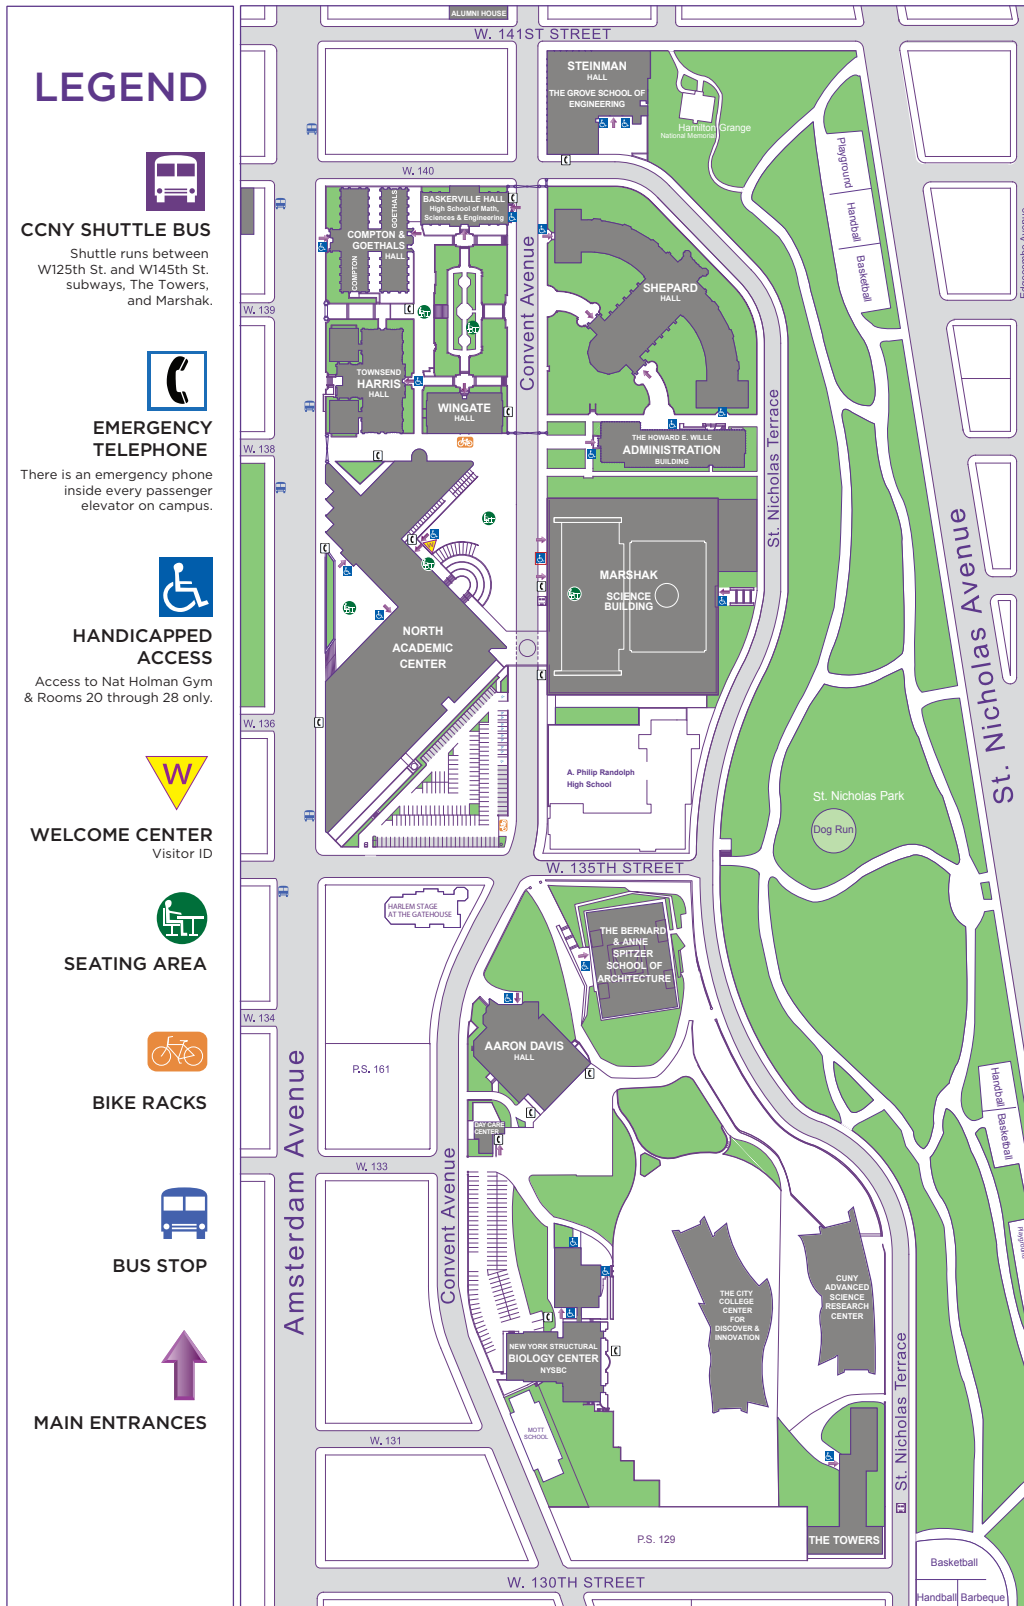 LEGEND
CCNY SHUTTLE BUS
Shuttle runs between
W125th St. and W145th St.
subways, The Towers,
and Marshak.
EMERGENCY
TELEPHONE
There is an emergency phone
inside every passenger
elevator on campus.
HANDICAPPED
ACCESS
Access to Nat Holman Gym
& Rooms 20 through 28 only.
W
WELCOME CENTER
Visitor ID
SEATING AREA
BIKE RACKS
BUS STOP
MAIN ENTRANCES
ALUMNI HOUSE
W. 141ST STREET
STEINMAN
HALL
THE GROVE SCHOOL OF
ENGINEERING
Hamilton Grange
National Memorial
Playground
Handball
Basketball
W. 140
BASKERVILLE HALL
High School of Math,
Sciences & Engineering
GOETHALS
COMPTON &
GOETHALS
HALL
COMPTON
Convent Avenue
SHEPARD
HALL
Edgecombe Avenue
W. 139
TOWNSEND
HARRIS
HALL
WINGATE
HALL
THE HOWARD E. WILLE
ADMINISTRATION
BUILDING
St. Nicholas Terrace
W. 138
W
MARSHAK
SCIENCE
BUILDING
NORTH
ACADEMIC
CENTER
St. Nicholas Avenue
W. 136
A. Philip Randolph
High School
St. Nicholas Park
Dog Run
W. 135TH STREET
HARLEM STAGE
AT THE GATEHOUSE
THE BERNARD
& ANNE
SPITZER
SCHOOL OF
ARCHITECTURE
W. 134
AARON DAVIS
HALL
P.S. 161
Amsterdam Avenue
Handball
Basketball
DAY CARE
CENTER
W. 133
Convent Avenue
Playground
THE CITY
COLLEGE
CENTER
FOR
DISCOVER &
INNOVATION
CUNY
ADVANCED
SCIENCE
RESEARCH
CENTER
NEW YORK STRUCTURAL
BIOLOGY CENTER
NYSBC
St. Nicholas Terrace
MOTT
SCHOOL
W. 131
P.S. 129
THE TOWERS
W. 130TH STREET
Basketball
Handball
Barbeque